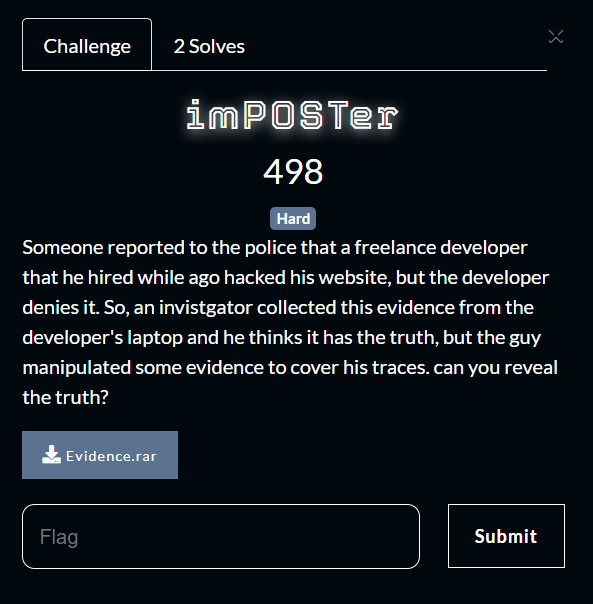 Challenge
2 Solves
imPOSTer
498
Hard
Someone reported to the police that a freelance developer
that he hired while ago hacked his website, but the developer
denies it. So, an invistgator collected this evidence from the
developer's laptop and he thinks it has the truth, but the guy
manipulated some evidence to cover his traces. can you reveal
the truth?
Evidence.rar
Flag
Submit